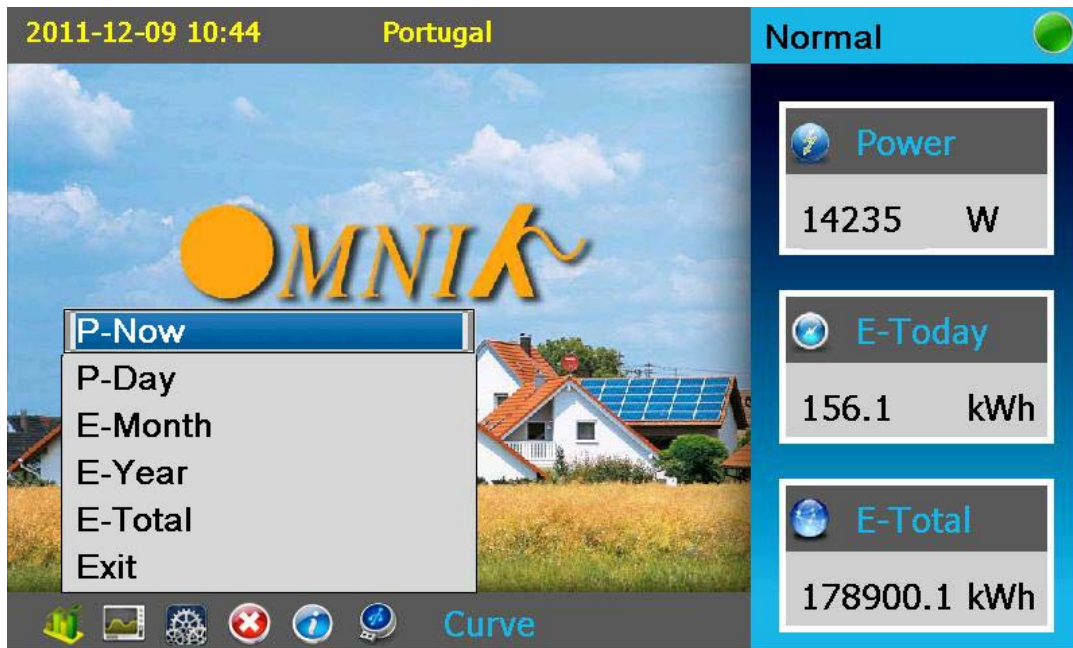 2011-12-09 10:44 Portugal
Normal
OMNIK
P-Now
P-Day
E-Month
E-Year
E-Total
Exit
Curve
Power
14235 W
E-Today
156.1 kWh
E-Total
178900.1 kWh